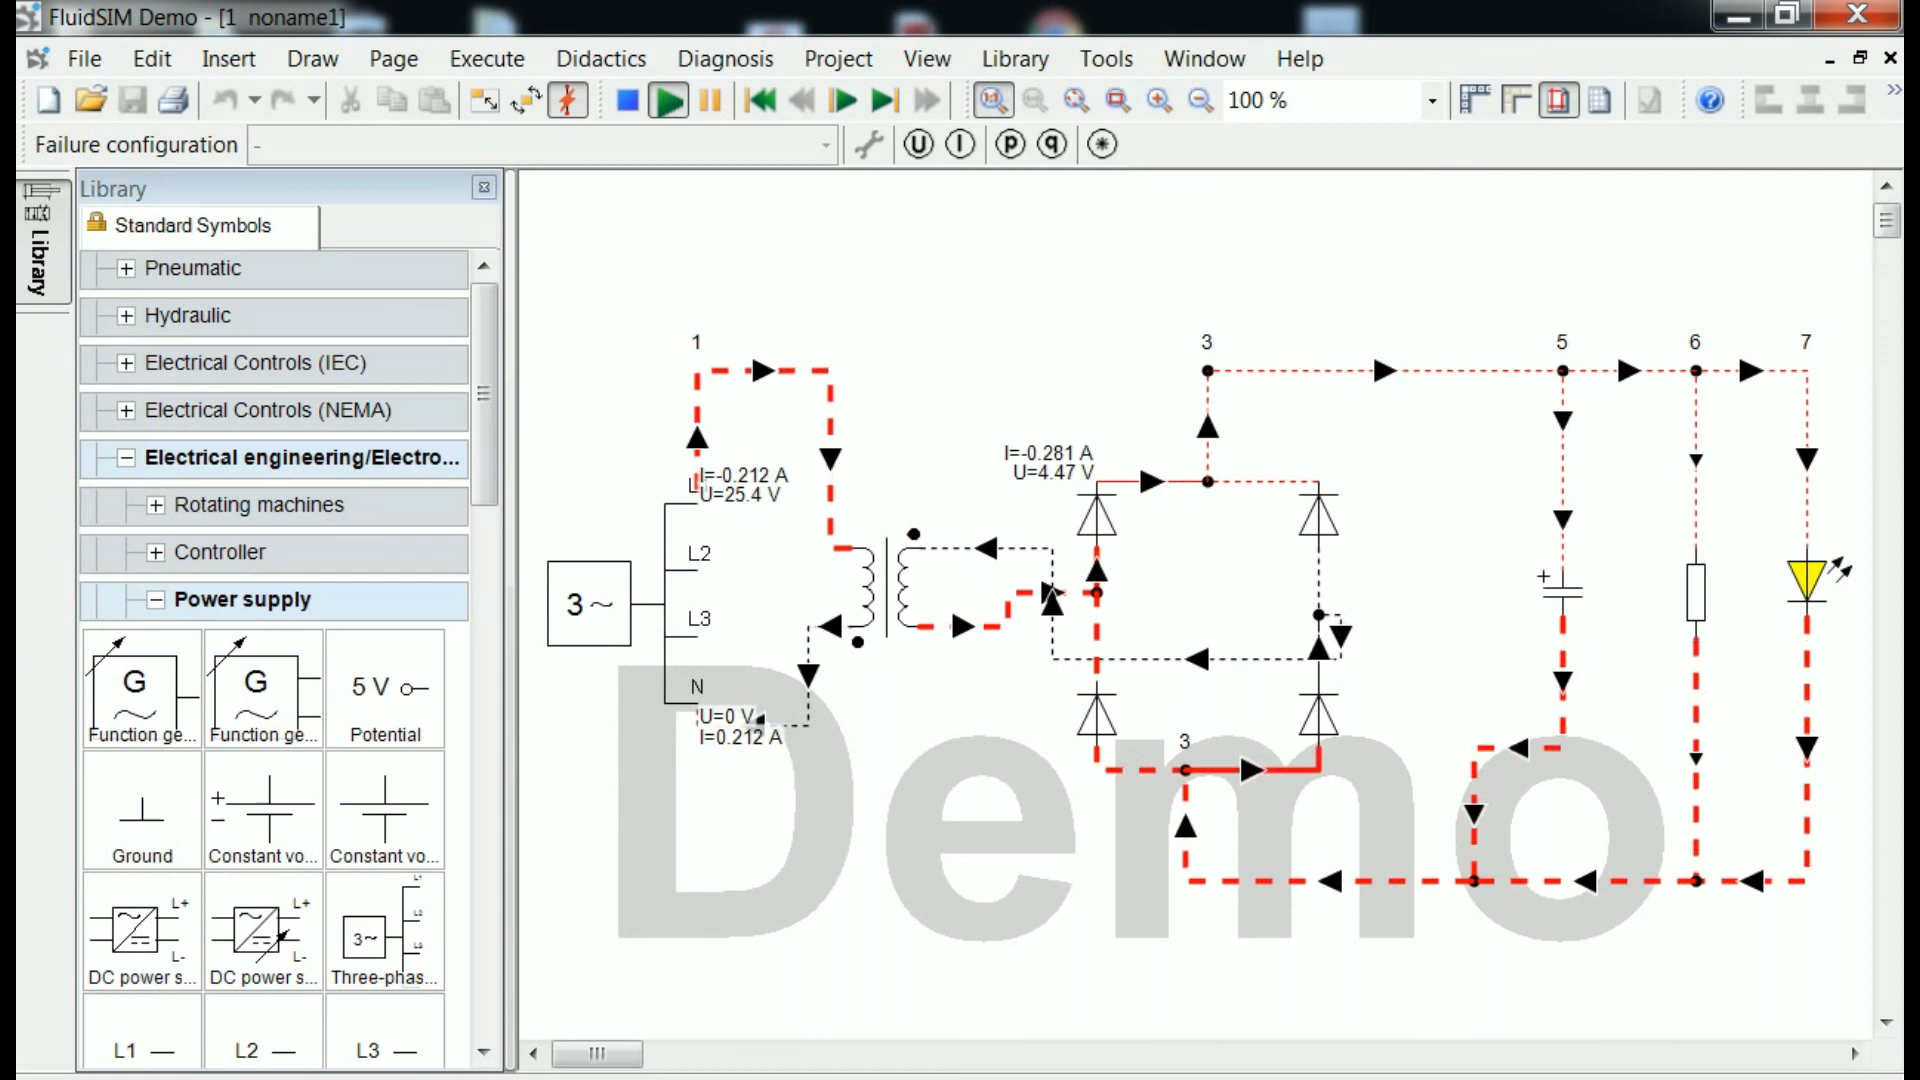 FluidSIM Demo - [1 noname1]
File Edit Insert Draw Page Execute Didactics Diagnosis Project View Library Tools Window Help
100 %
Failure configuration -
U I p q
Library
Standard Symbols
Library
Pneumatic
Hydraulic
Electrical Controls (IEC)
Electrical Controls (NEMA)
Electrical engineering/Electro...
Rotating machines
Controller
Power supply
G
Function ge...
G
Function ge...
5 V
Potential
Ground
Constant vo...
Constant vo...
L+
L-
DC power s...
L+
L-
DC power s...
3~
Three-phas...
L1
L2
L3
1
3
5
6
7
I=-0.281 A
U=4.47 V
I=-0.212 A
U=25.4 V
L2
3~
L3
N
U=0 V
I=0.212 A
3
+
Demo